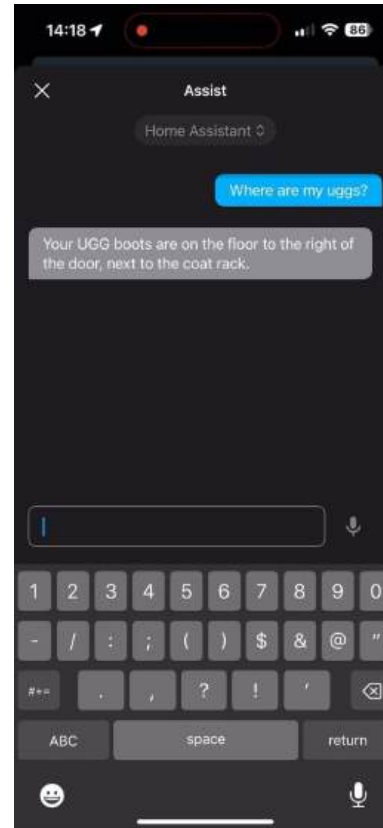 14:18
86
Assist
Home Assistant
Where are my uggs?
Your UGG boots are on the floor to the right of
the door, next to the coat rack.
1 2 3 4 5 6 7 8 9 0
- / : ; ( ) $ & @ "
#+= . , ? ! '
ABC space return